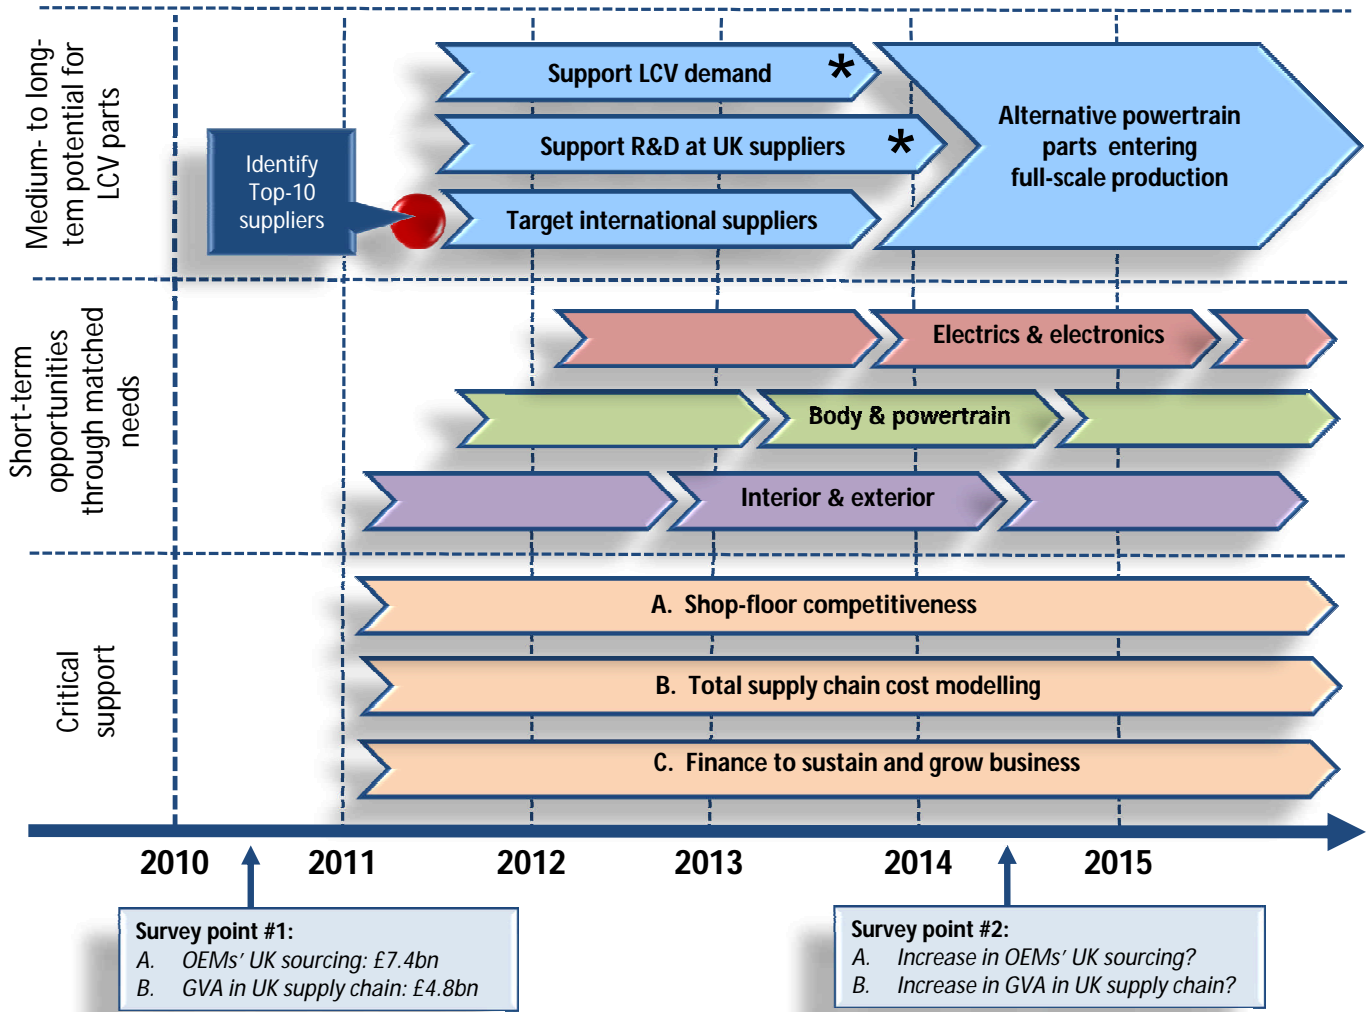 Medium- to long-
tem potential for
LCV parts
Identify
Top-10
suppliers
Support LCV demand *
Support R&D at UK suppliers *
Target international suppliers
Alternative powertrain
parts entering
full-scale production
Short-term
opportunities
through matched
needs
Electrics & electronics
Body & powertrain
Interior & exterior
Critical
support
A. Shop-floor competitiveness
B. Total supply chain cost modelling
C. Finance to sustain and grow business
2010 2011 2012 2013 2014 2015
Survey point #1:
A. OEMs' UK sourcing: £7.4bn
B. GVA in UK supply chain: £4.8bn
Survey point #2:
A. Increase in OEMs' UK sourcing?
B. Increase in GVA in UK supply chain?